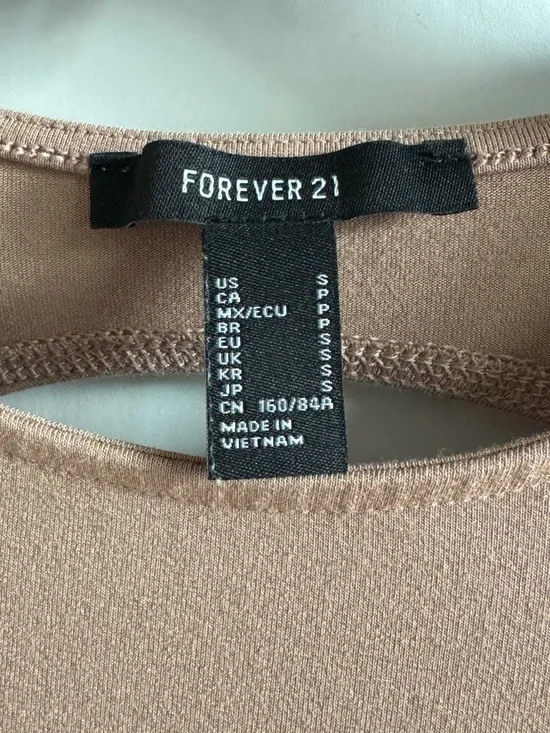 FOREVER 21
US S
CA P
MX/ECU P
BR P
EU S
UK S
KR S
JP S
CN 160/84A
MADE IN
VIETNAM